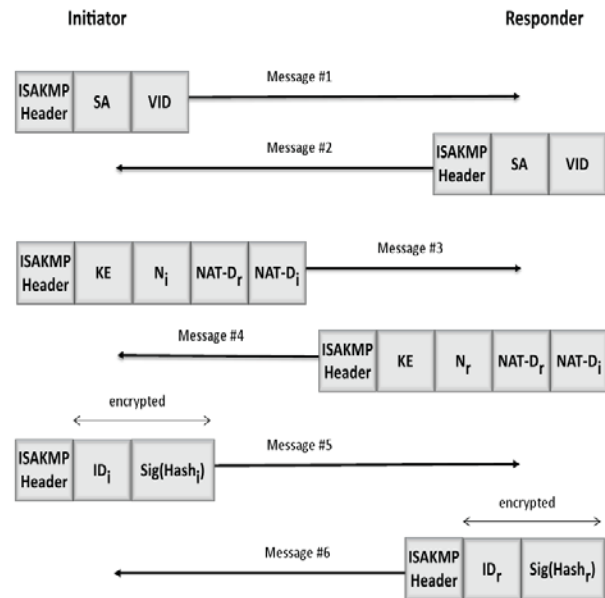 Initiator
Responder
Message #1
ISAKMP
Header
SA
VID
Message #2
ISAKMP
Header
SA
VID
Message #3
ISAKMP
Header
KE
Ni
NAT-Dr
NAT-Di
Message #4
ISAKMP
Header
KE
Nr
NAT-Dr
NAT-Di
encrypted
Message #5
ISAKMP
Header
IDi
Sig(Hashi)
encrypted
Message #6
ISAKMP
Header
IDr
Sig(Hashr)